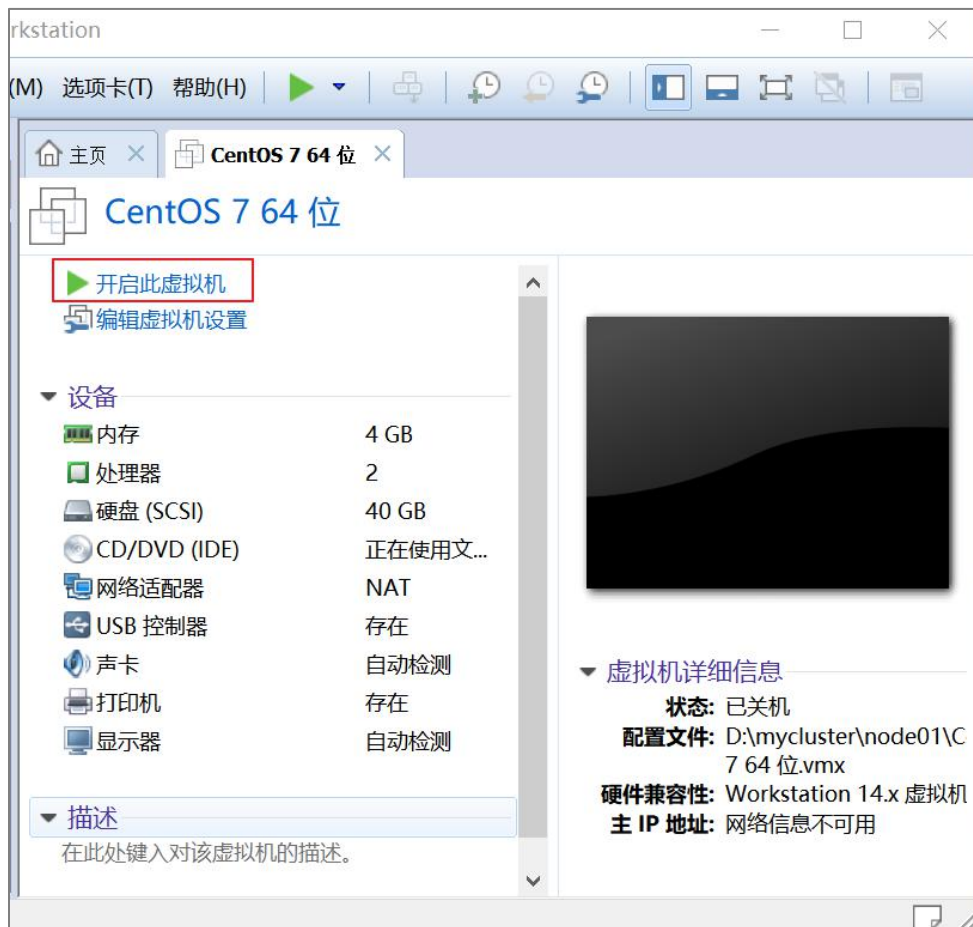 rkstation
(M) 选项卡(T) 帮助(H)
主页 CentOS 7 64 位
CentOS 7 64 位
开启此虚拟机
编辑虚拟机设置
设备
内存 4 GB
处理器 2
硬盘 (SCSI) 40 GB
CD/DVD (IDE) 正在使用文...
网络适配器 NAT
USB 控制器 存在
声卡 自动检测
打印机 存在
显示器 自动检测
描述
在此处键入对该虚拟机的描述。
虚拟机详细信息
状态: 已关机
配置文件: D:\mycluster\node01\C
7 64 位.vmx
硬件兼容性: Workstation 14.x 虚拟机
主 IP 地址: 网络信息不可用